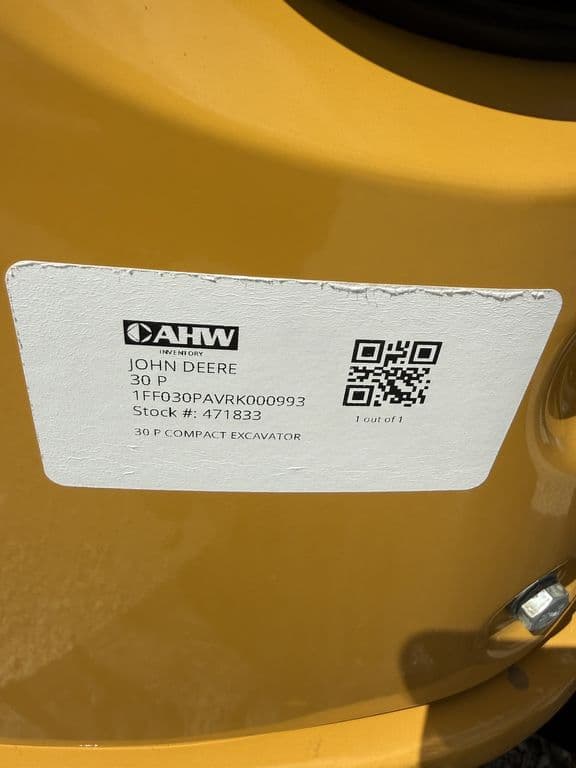 AHW
INVENTORY
JOHN DEERE
30 P
1FF030PAVRK000993
Stock #: 471833
30 P COMPACT EXCAVATOR
1 out of 1